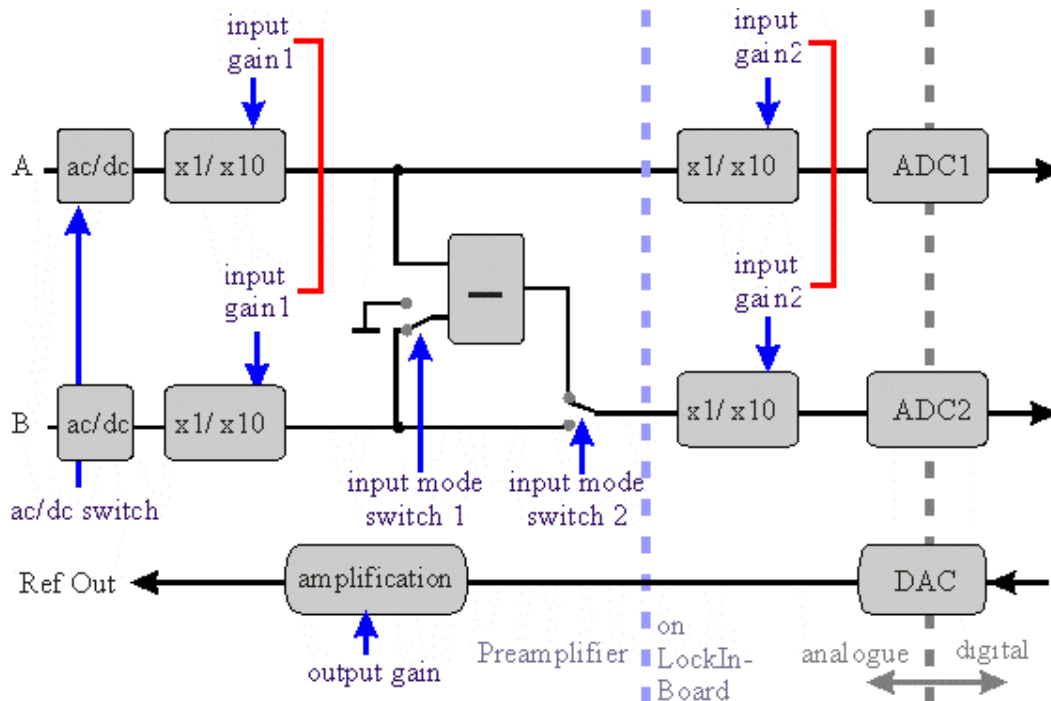 input
gain1
input
gain2
A
ac/dc
x1/ x10
x1/ x10
ADC1
input
gain1
input
gain2
B
ac/dc
x1/ x10
x1/ x10
ADC2
ac/dc switch
input mode
switch 1
input mode
switch 2
Ref Out
amplification
DAC
output gain
Preamplifier
on
LockIn-
Board
analogue
digital